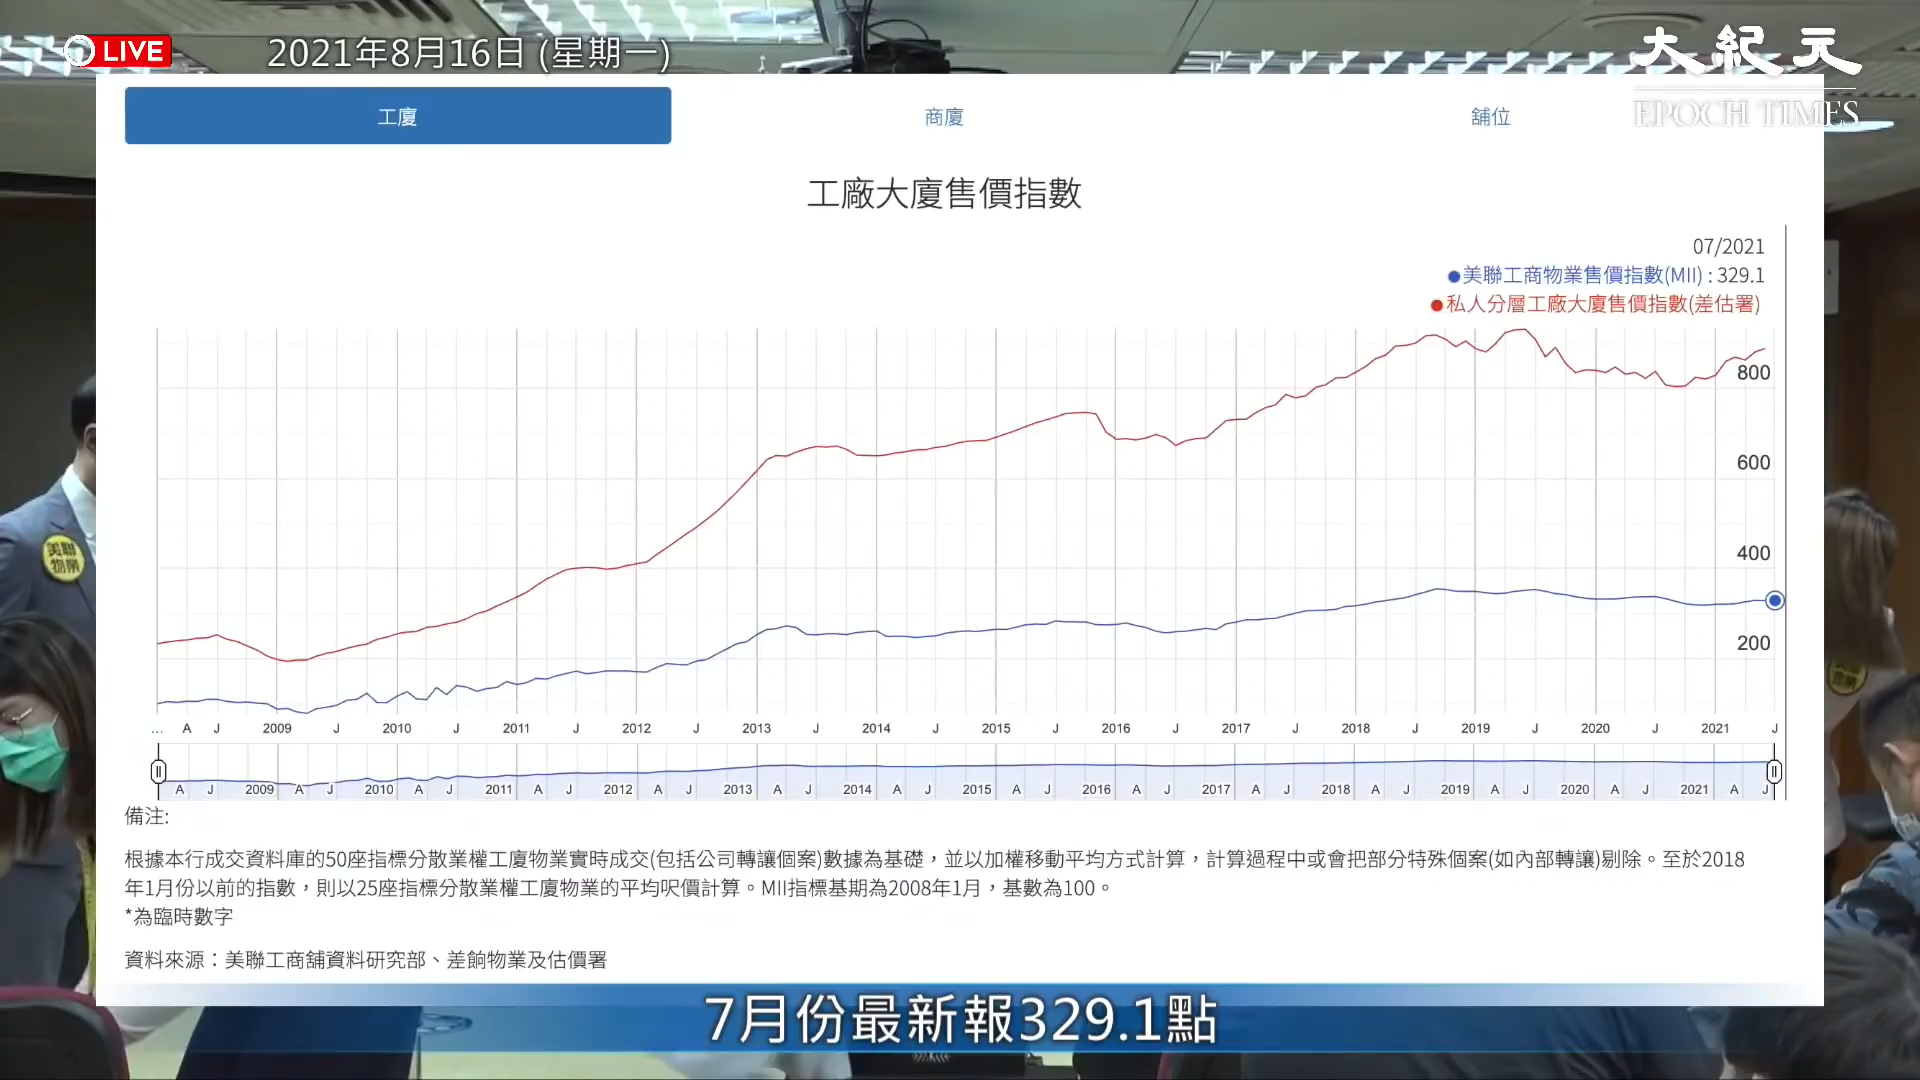 LIVE
2021年8月16日 (星期一)
大紀元
EPOCH TIMES
工廈
商廈
舖位
工廠大廈售價指數
07/2021
美聯工商物業售價指數(MII) : 329.1
私人分層工廠大廈售價指數(差估署)
800
600
400
200
... A J 2009 J 2010 J 2011 J 2012 J 2013 J 2014 J 2015 J 2016 J 2017 J 2018 J 2019 J 2020 J 2021 J
A J 2009 A J 2010 A J 2011 A J 2012 A J 2013 A J 2014 A J 2015 A J 2016 A J 2017 A J 2018 A J 2019 A J 2020 A J 2021 A J
備注:
根據本行成交資料庫的50座指標分散業權工廈物業實時成交(包括公司轉讓個案)數據為基礎，並以加權移動平均方式計算，計算過程中或會把部分特殊個案(如內部轉讓)剔除。至於2018
年1月份以前的指數，則以25座指標分散業權工廈物業的平均呎價計算。MII指標基期為2008年1月，基數為100。
*為臨時數字
資料來源：美聯工商舖資料研究部、差餉物業及估價署
美聯
物業
7月份最新報329.1點